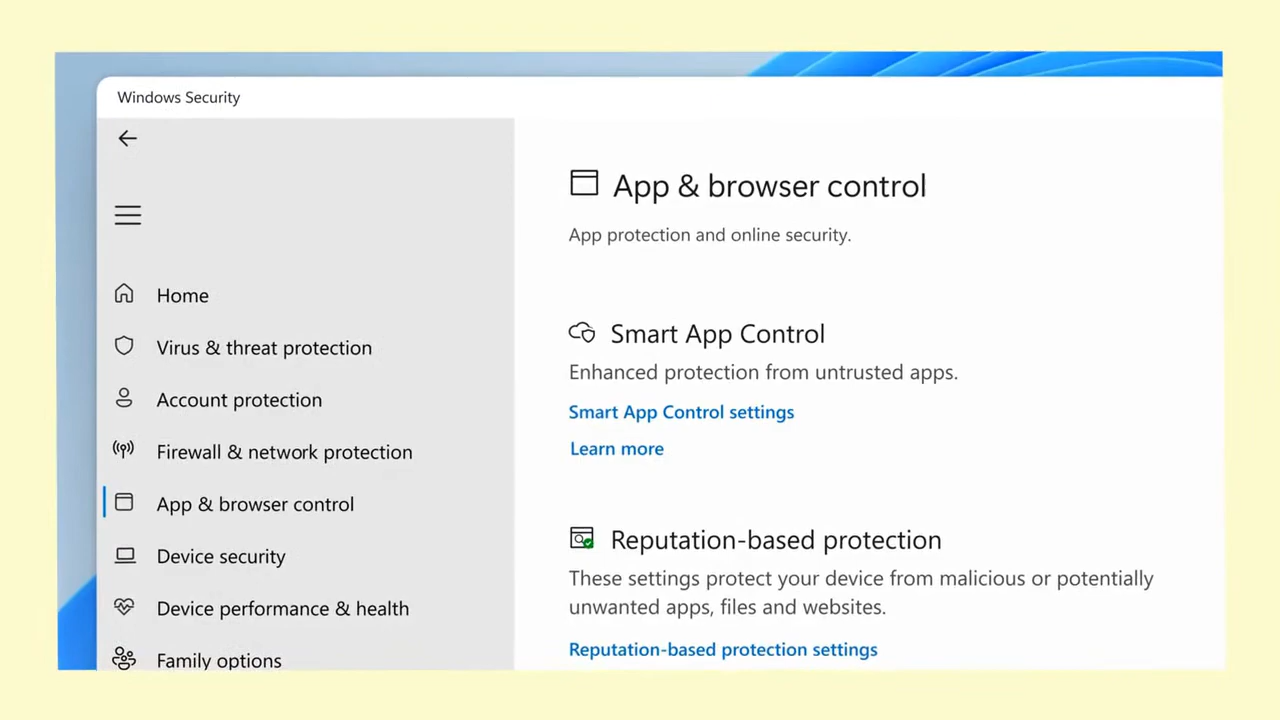 Windows Security
Home
Virus & threat protection
Account protection
Firewall & network protection
App & browser control
Device security
Device performance & health
Family options
App & browser control
App protection and online security.
Smart App Control
Enhanced protection from untrusted apps.
Smart App Control settings
Learn more
Reputation-based protection
These settings protect your device from malicious or potentially
unwanted apps, files and websites.
Reputation-based protection settings